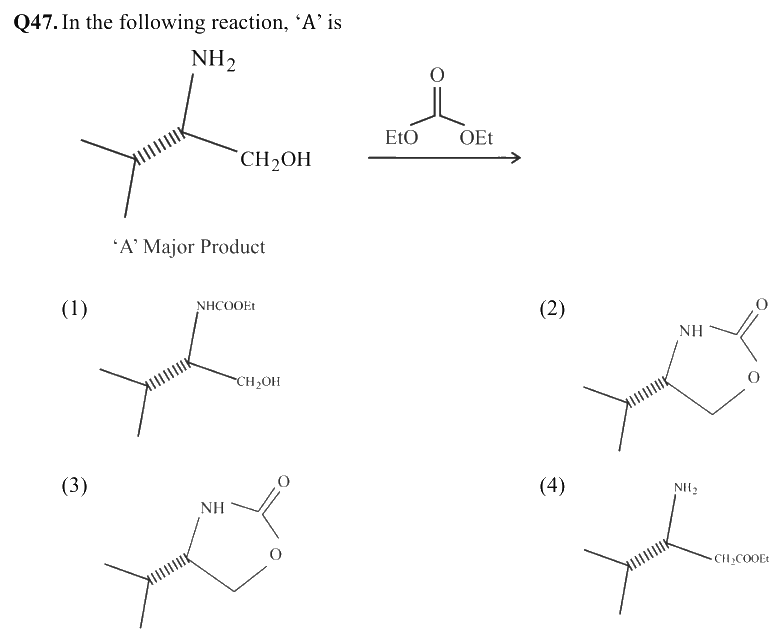 Q47. In the following reaction, ‘A’ is
NH₂
O
EtO OEt
CH₂OH
‘A’ Major Product
(1)
NHCOOEt
CH₂OH
(2)
O
NH
O
(3)
O
NH
O
(4)
NH₂
CH₂COOEt